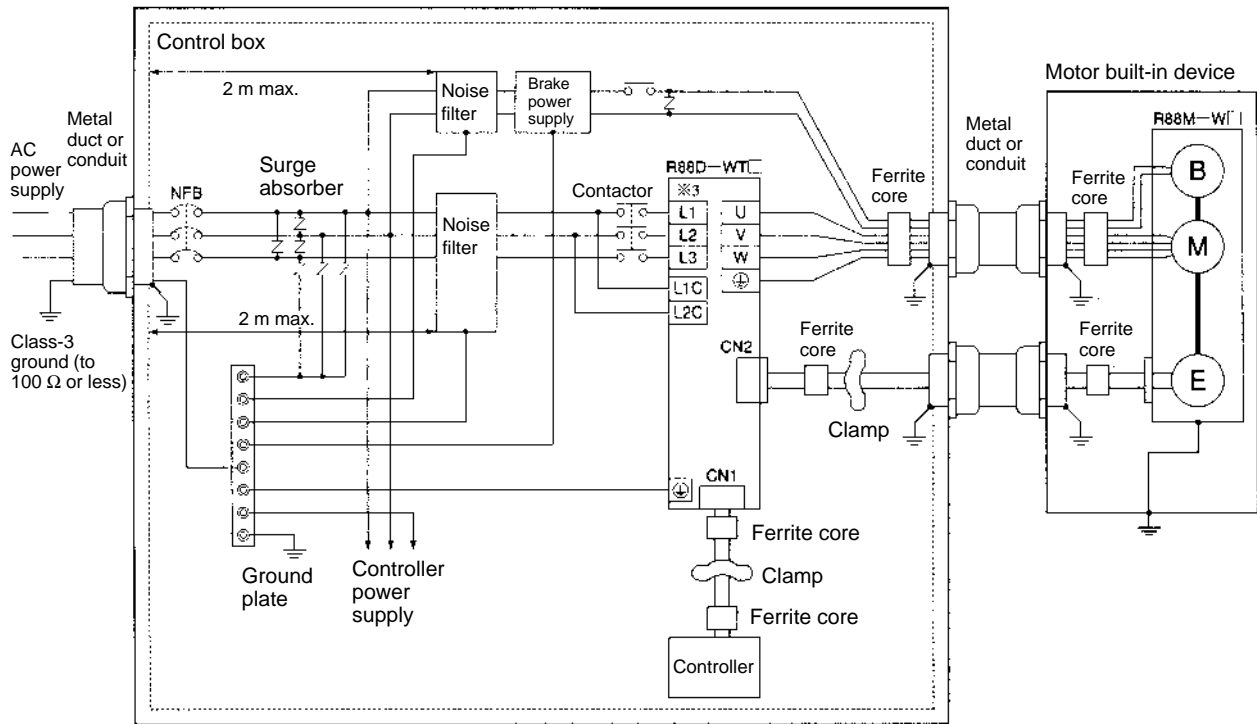 Control box
2 m max.
Noise
filter
Brake
power
supply
Motor built-in device
Metal
duct or
conduit
AC
power
supply
NFB
Surge
absorber
Noise
filter
Contactor
R88D-WT
※3
L1
L2
L3
L1C
L2C
U
V
W
Ferrite
core
Metal
duct or
conduit
Ferrite
core
R88M-W
B
M
E
2 m max.
Class-3
ground (to
100 Ω or less)
CN2
Ferrite
core
Clamp
Ferrite
core
CN1
Ferrite core
Clamp
Ferrite core
Controller
Ground
plate
Controller
power
supply